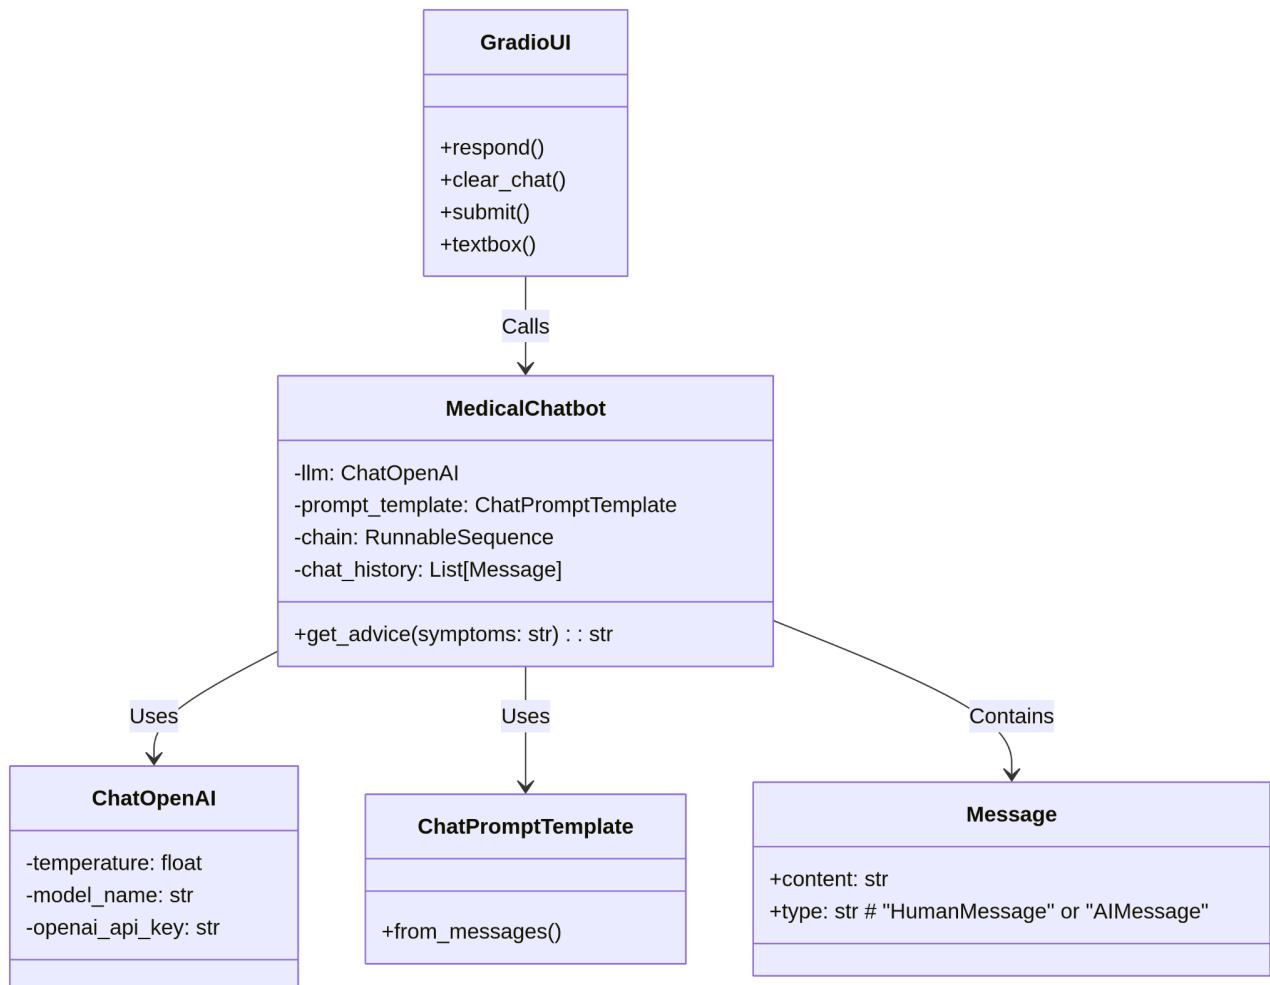 GradioUI
+respond()
+clear_chat()
+submit()
+textbox()
Calls
MedicalChatbot
-llm: ChatOpenAI
-prompt_template: ChatPromptTemplate
-chain: RunnableSequence
-chat_history: List[Message]
+get_advice(symptoms: str) : : str
Uses
Uses
Contains
ChatOpenAI
-temperature: float
-model_name: str
-openai_api_key: str
ChatPromptTemplate
+from_messages()
Message
+content: str
+type: str # "HumanMessage" or "AIMessage"